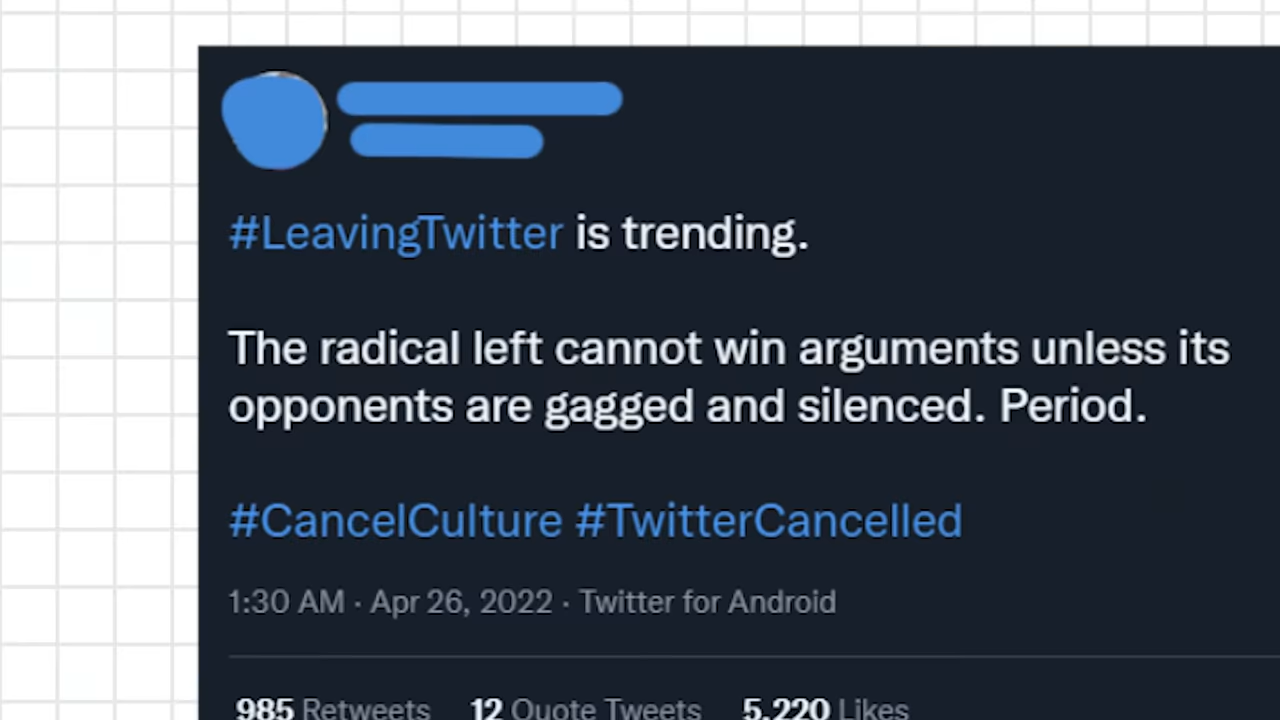 #LeavingTwitter is trending.
The radical left cannot win arguments unless its
opponents are gagged and silenced. Period.
#CancelCulture #TwitterCancelled
1:30 AM · Apr 26, 2022 · Twitter for Android
985 Retweets 12 Quote Tweets 5,220 Likes